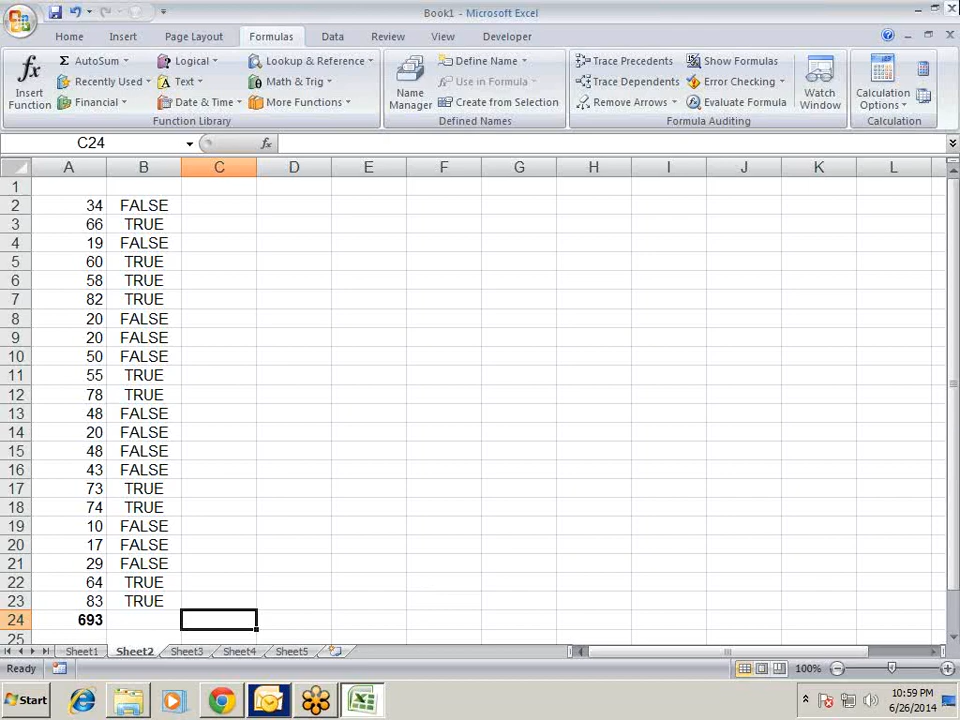 Book1 - Microsoft Excel
Home Insert Page Layout Formulas Data Review View Developer
fx Insert Function
Σ AutoSum
Recently Used
Financial
Logical
Text
Date & Time
Lookup & Reference
Math & Trig
More Functions
Function Library
Name Manager
Define Name
Use in Formula
Create from Selection
Defined Names
Trace Precedents
Trace Dependents
Remove Arrows
Show Formulas
Error Checking
Evaluate Formula
Watch Window
Formula Auditing
Calculation Options
Calculation
C24 fx
A B C D E F G H I J K L
1
2 34 FALSE
3 66 TRUE
4 19 FALSE
5 60 TRUE
6 58 TRUE
7 82 TRUE
8 20 FALSE
9 20 FALSE
10 50 FALSE
11 55 TRUE
12 78 TRUE
13 48 FALSE
14 20 FALSE
15 48 FALSE
16 43 FALSE
17 73 TRUE
18 74 TRUE
19 10 FALSE
20 17 FALSE
21 29 FALSE
22 64 TRUE
23 83 TRUE
24 693
25
Sheet1 Sheet2 Sheet3 Sheet4 Sheet5
Ready 100%
Start 10:59 PM
6/26/2014